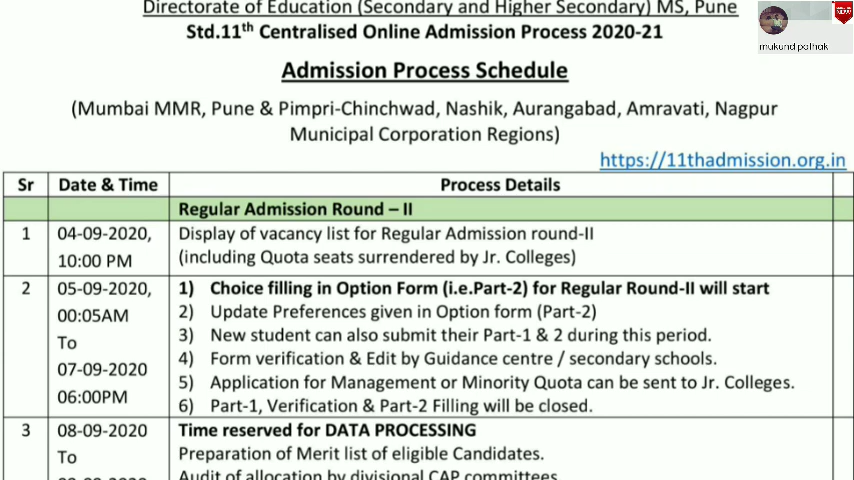 Directorate of Education (Secondary and Higher Secondary) MS, Pune
Std.11th Centralised Online Admission Process 2020-21
mukund pathak
Admission Process Schedule
(Mumbai MMR, Pune & Pimpri-Chinchwad, Nashik, Aurangabad, Amravati, Nagpur
Municipal Corporation Regions)
https://11thadmission.org.in
Sr Date & Time Process Details
Regular Admission Round – II
1 04-09-2020, Display of vacancy list for Regular Admission round-II
10:00 PM (including Quota seats surrendered by Jr. Colleges)
2 05-09-2020, 1) Choice filling in Option Form (i.e.Part-2) for Regular Round-II will start
00:05AM 2) Update Preferences given in Option form (Part-2)
To 3) New student can also submit their Part-1 & 2 during this period.
07-09-2020 4) Form verification & Edit by Guidance centre / secondary schools.
06:00PM 5) Application for Management or Minority Quota can be sent to Jr. Colleges.
6) Part-1, Verification & Part-2 Filling will be closed.
3 08-09-2020 Time reserved for DATA PROCESSING
To Preparation of Merit list of eligible Candidates.
Audit of allocation by divisional CAP committees